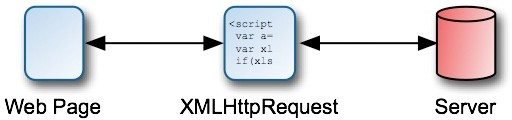 <script
var a=
var xl
if(xls
Web Page
XMLHttpRequest
Server